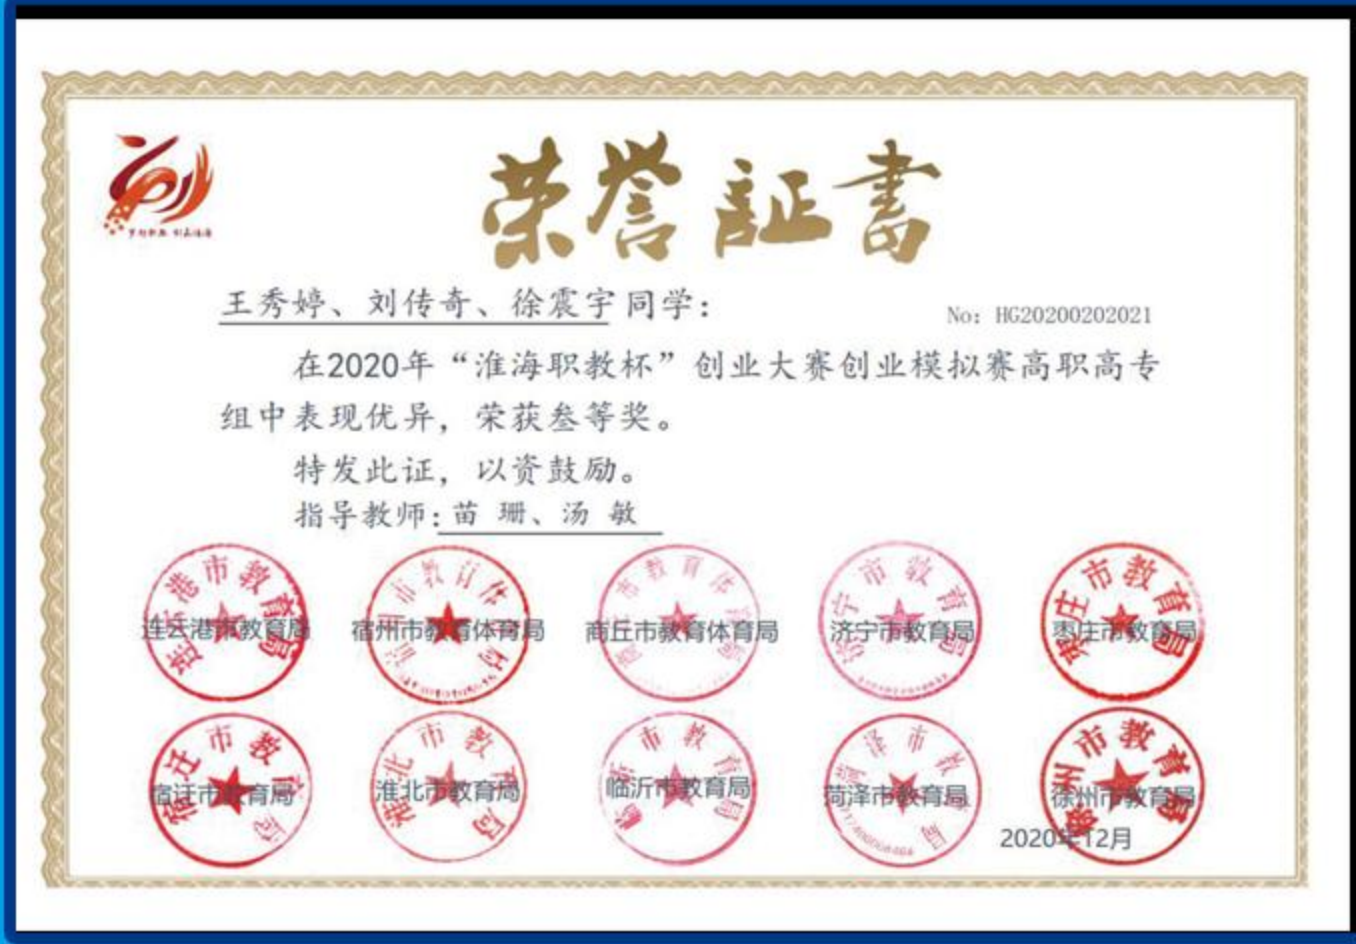 荣誉証書
王秀婷、刘传奇、徐震宇同学：
No：HG20200202021
在2020年“淮海职教杯”创业大赛创业模拟赛高职高专
组中表现优异，荣获叁等奖。
特发此证，以资鼓励。
指导教师：苗 珊、汤 敏
连云港市教育局 宿州市教育体育局 商丘市教育体育局 济宁市教育局 枣庄市教育局
宿迁市教育局 淮北市教育局 临沂市教育局 菏泽市教育局 徐州市教育局
2020年12月